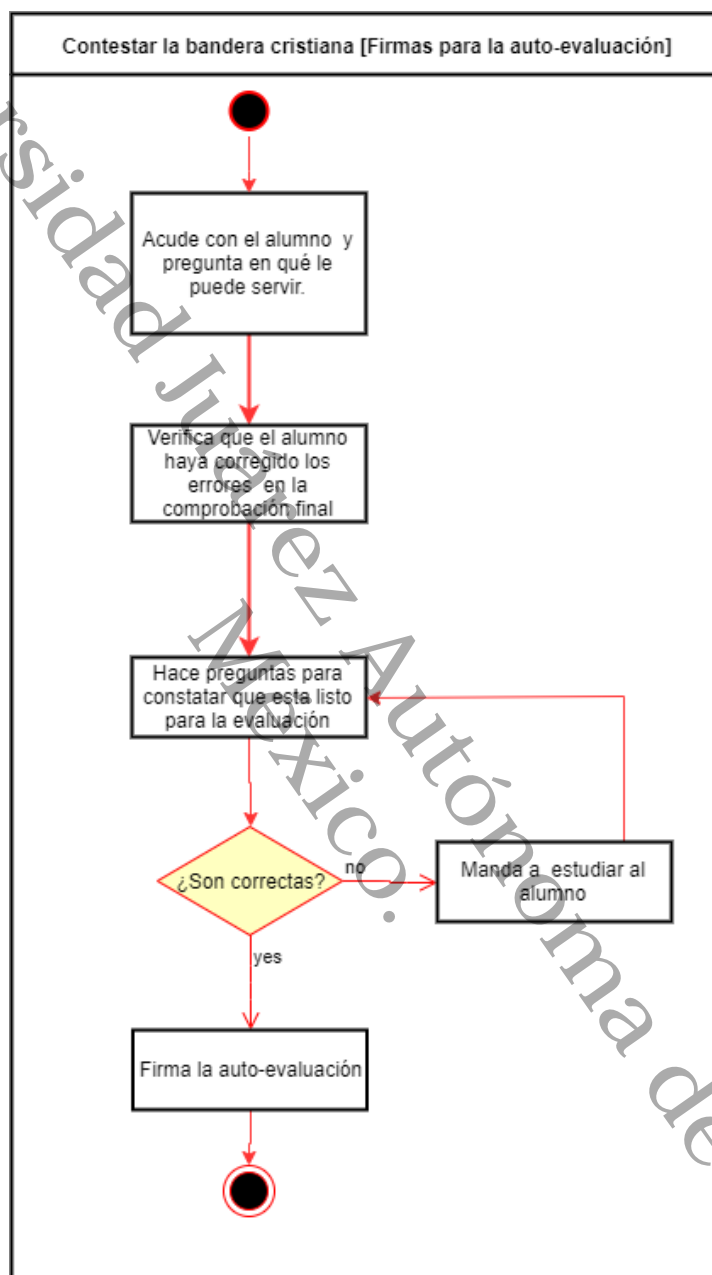 Contestar la bandera cristiana [Firmas para la auto-evaluación]
Acude con el alumno y
pregunta en qué le
puede servir.
Verifica que el alumno
haya corregido los
errores en la
comprobación final
Hace preguntas para
constatar que esta listo
para la evaluación
¿Son correctas?
no
Manda a estudiar al
alumno
yes
Firma la auto-evaluación
rsidad Juárez Autónoma de
México.